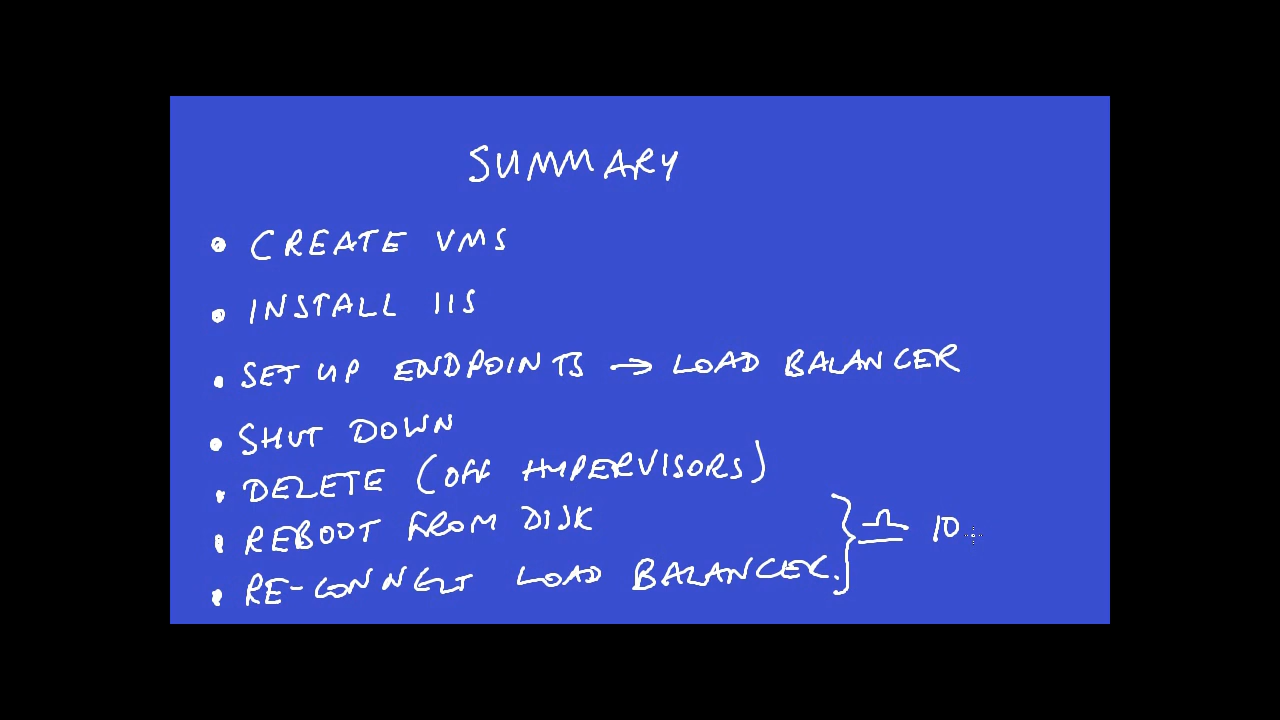 SUMMARY
• CREATE VMS
• INSTALL IIS
• SET UP ENDPOINTS → LOAD BALANCER
• SHUT DOWN
• DELETE (OFF HYPERVISORS)
• REBOOT FROM DISK
• RE-CONNECT LOAD BALANCER. } ≏ 10